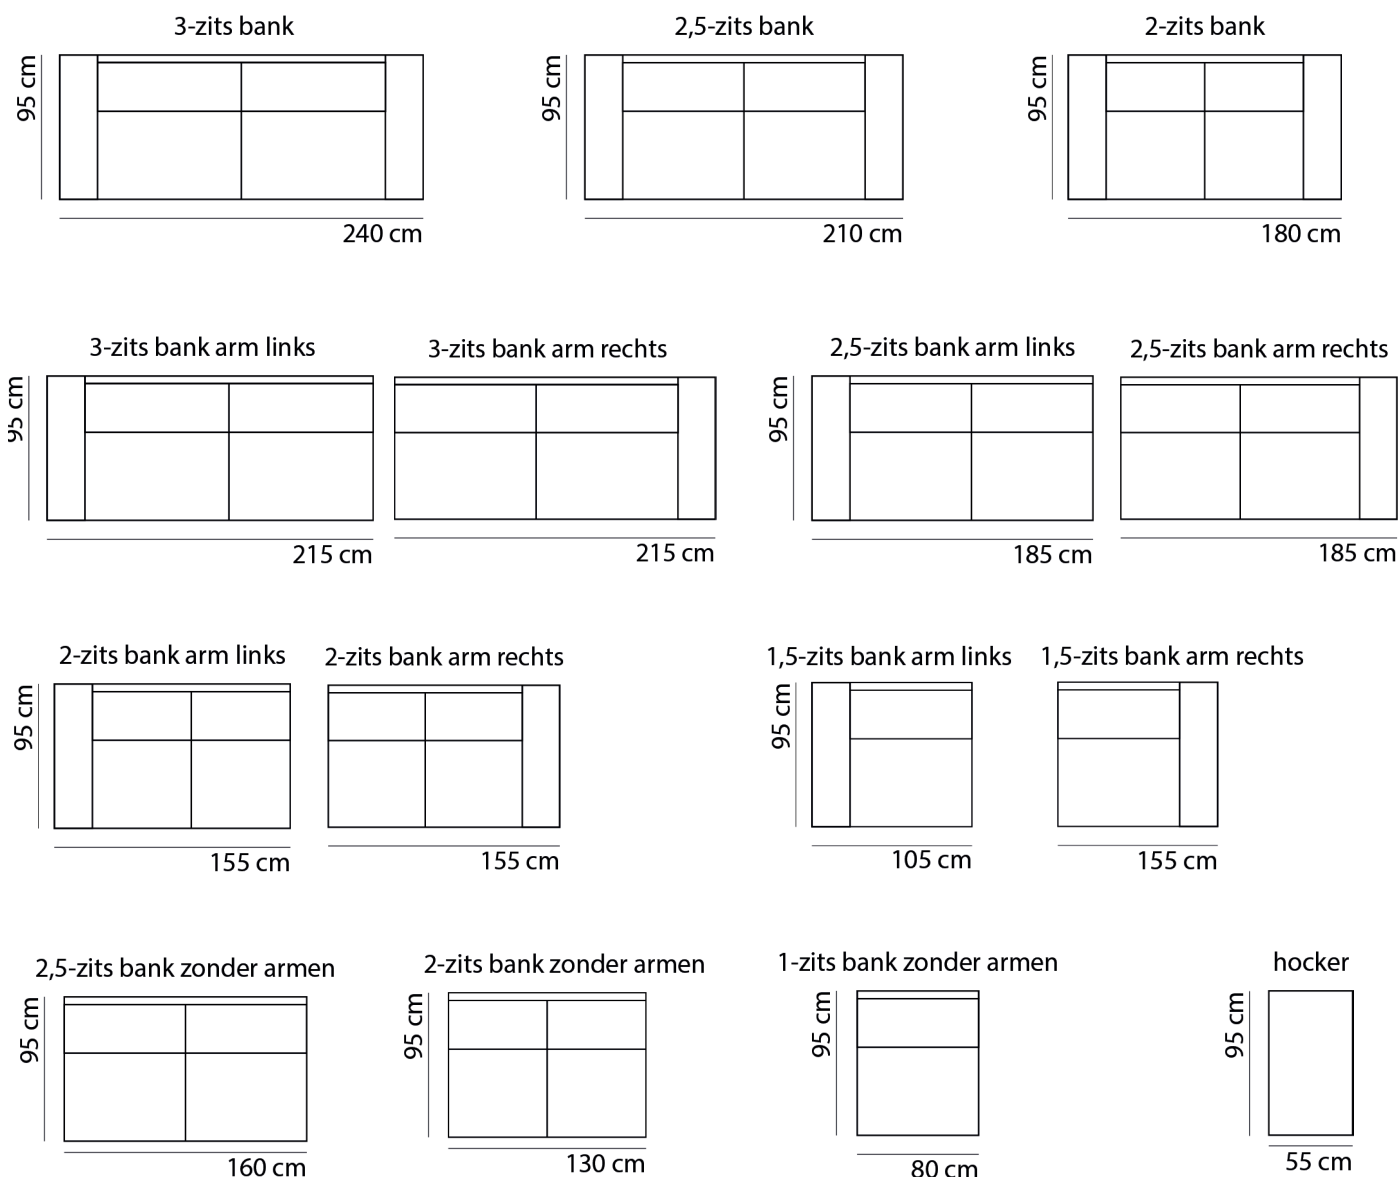 3-zits bank
95 cm
240 cm
2,5-zits bank
95 cm
210 cm
2-zits bank
95 cm
180 cm
3-zits bank arm links
95 cm
215 cm
3-zits bank arm rechts
215 cm
2,5-zits bank arm links
95 cm
185 cm
2,5-zits bank arm rechts
185 cm
2-zits bank arm links
95 cm
155 cm
2-zits bank arm rechts
155 cm
1,5-zits bank arm links
95 cm
105 cm
1,5-zits bank arm rechts
155 cm
2,5-zits bank zonder armen
95 cm
160 cm
2-zits bank zonder armen
95 cm
130 cm
1-zits bank zonder armen
95 cm
80 cm
hocker
95 cm
55 cm